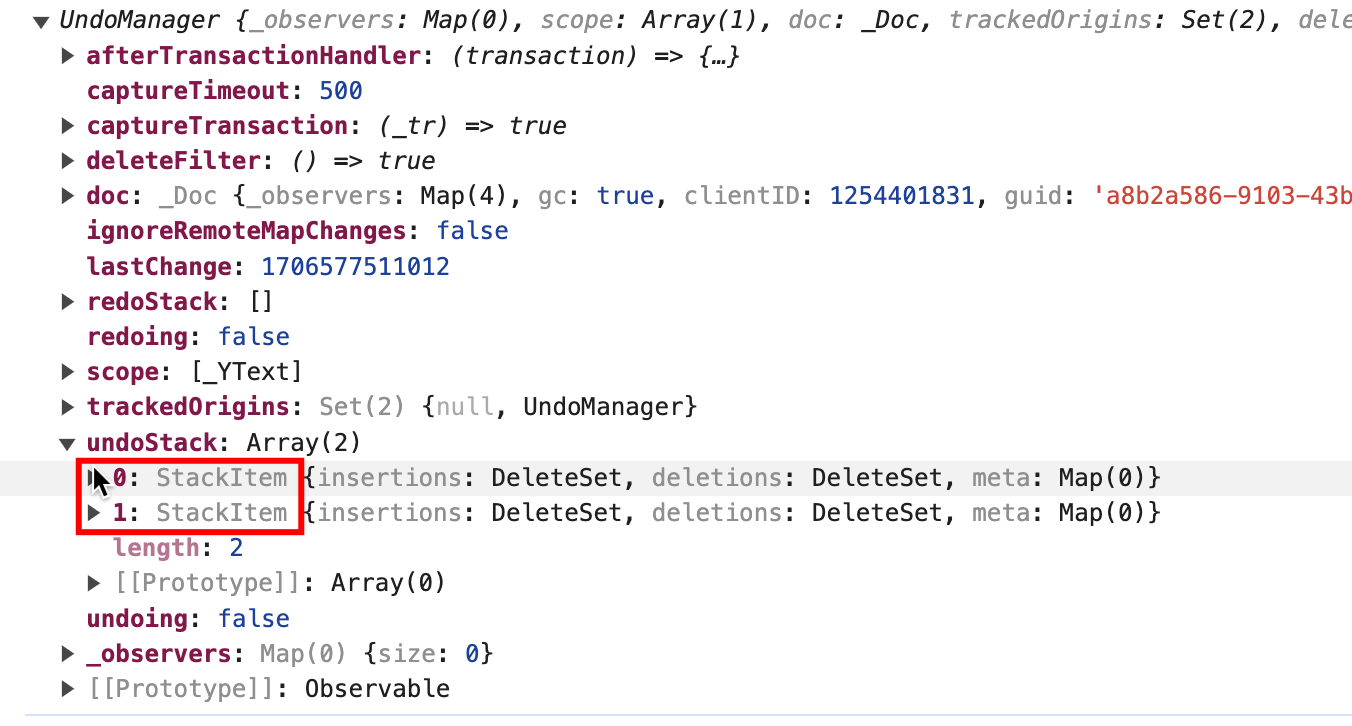 ▼ UndoManager {_observers: Map(0), scope: Array(1), doc: _Doc, trackedOrigins: Set(2), dele
▶ afterTransactionHandler: (transaction) => {…}
captureTimeout: 500
▶ captureTransaction: (_tr) => true
▶ deleteFilter: () => true
▶ doc: _Doc {_observers: Map(4), gc: true, clientID: 1254401831, guid: 'a8b2a586-9103-43b
ignoreRemoteMapChanges: false
lastChange: 1706577511012
▶ redoStack: []
redoing: false
▶ scope: [_YText]
▶ trackedOrigins: Set(2) {null, UndoManager}
▼ undoStack: Array(2)
▶ 0: StackItem {insertions: DeleteSet, deletions: DeleteSet, meta: Map(0)}
▶ 1: StackItem {insertions: DeleteSet, deletions: DeleteSet, meta: Map(0)}
length: 2
▶ [[Prototype]]: Array(0)
undoing: false
▶ _observers: Map(0) {size: 0}
▶ [[Prototype]]: Observable